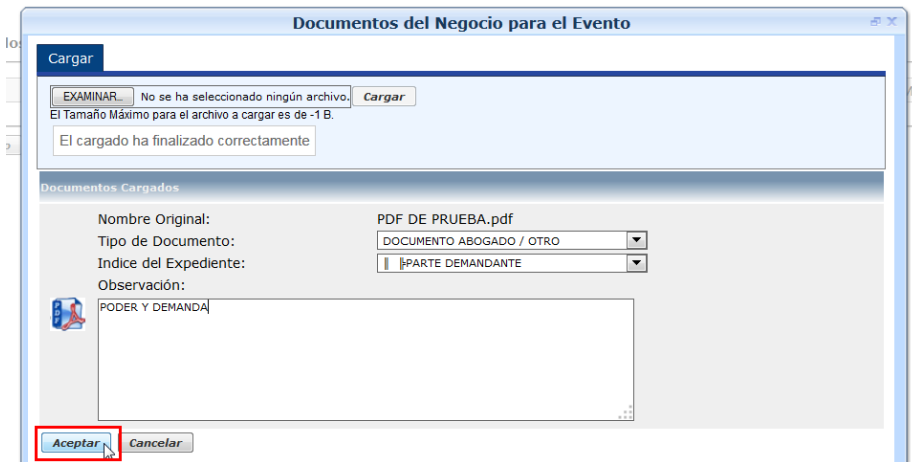 Documentos del Negocio para el Evento
Cargar
EXAMINAR... No se ha seleccionado ningún archivo. Cargar
El Tamaño Máximo para el archivo a cargar es de -1 B.
El cargado ha finalizado correctamente
Documentos Cargados
Nombre Original: PDF DE PRUEBA.pdf
Tipo de Documento: DOCUMENTO ABOGADO / OTRO
Indice del Expediente: PARTE DEMANDANTE
Observación:
PDF PODER Y DEMANDA
Aceptar Cancelar